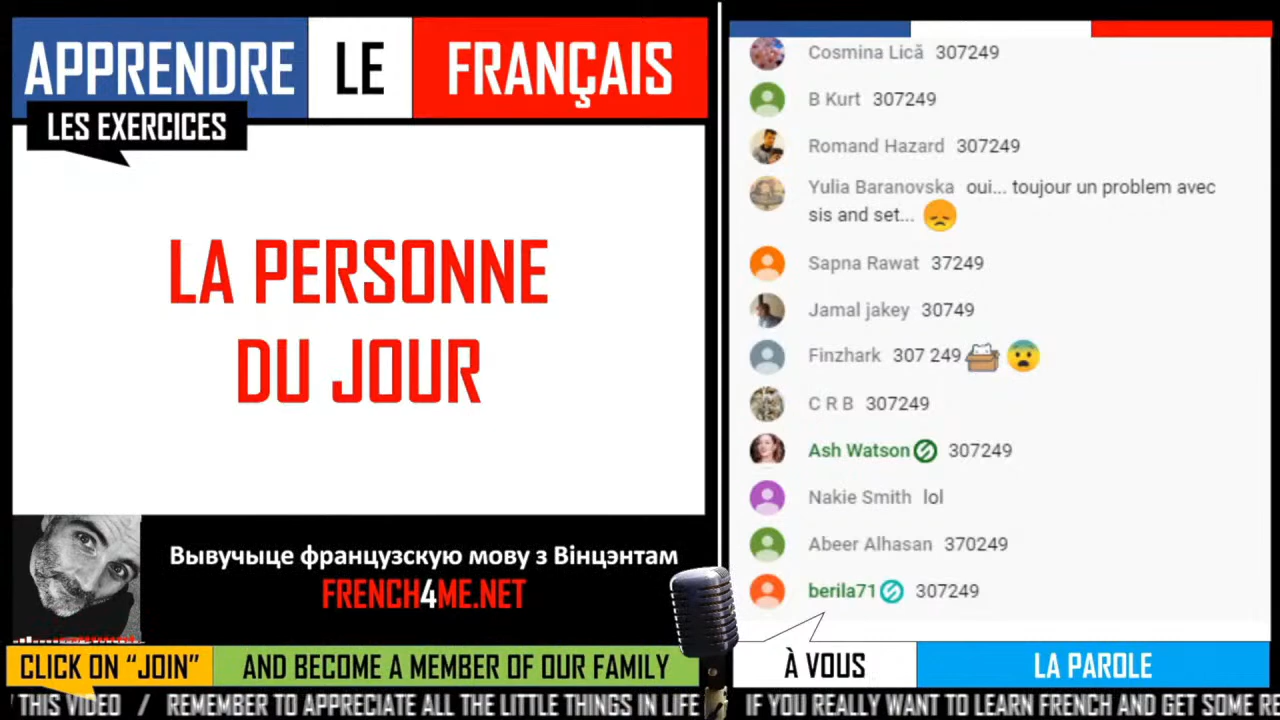 APPRENDRE LE FRANÇAIS
LES EXERCICES
LA PERSONNE
DU JOUR
Вывучыце французскую мову з Вінцэнтам
FRENCH4ME.NET
CLICK ON “JOIN” AND BECOME A MEMBER OF OUR FAMILY
Cosmina Lică 307249
B Kurt 307249
Romand Hazard 307249
Yulia Baranovska oui... toujour un problem avec
sis and set... 😞
Sapna Rawat 37249
Jamal jakey 30749
Finzhark 307 249 😨
C R B 307249
Ash Watson 307249
Nakie Smith lol
Abeer Alhasan 370249
berila71 307249
À VOUS LA PAROLE
THIS VIDEO / REMEMBER TO APPRECIATE ALL THE LITTLE THINGS IN LIFE IF YOU REALLY WANT TO LEARN FRENCH AND GET SOME RE